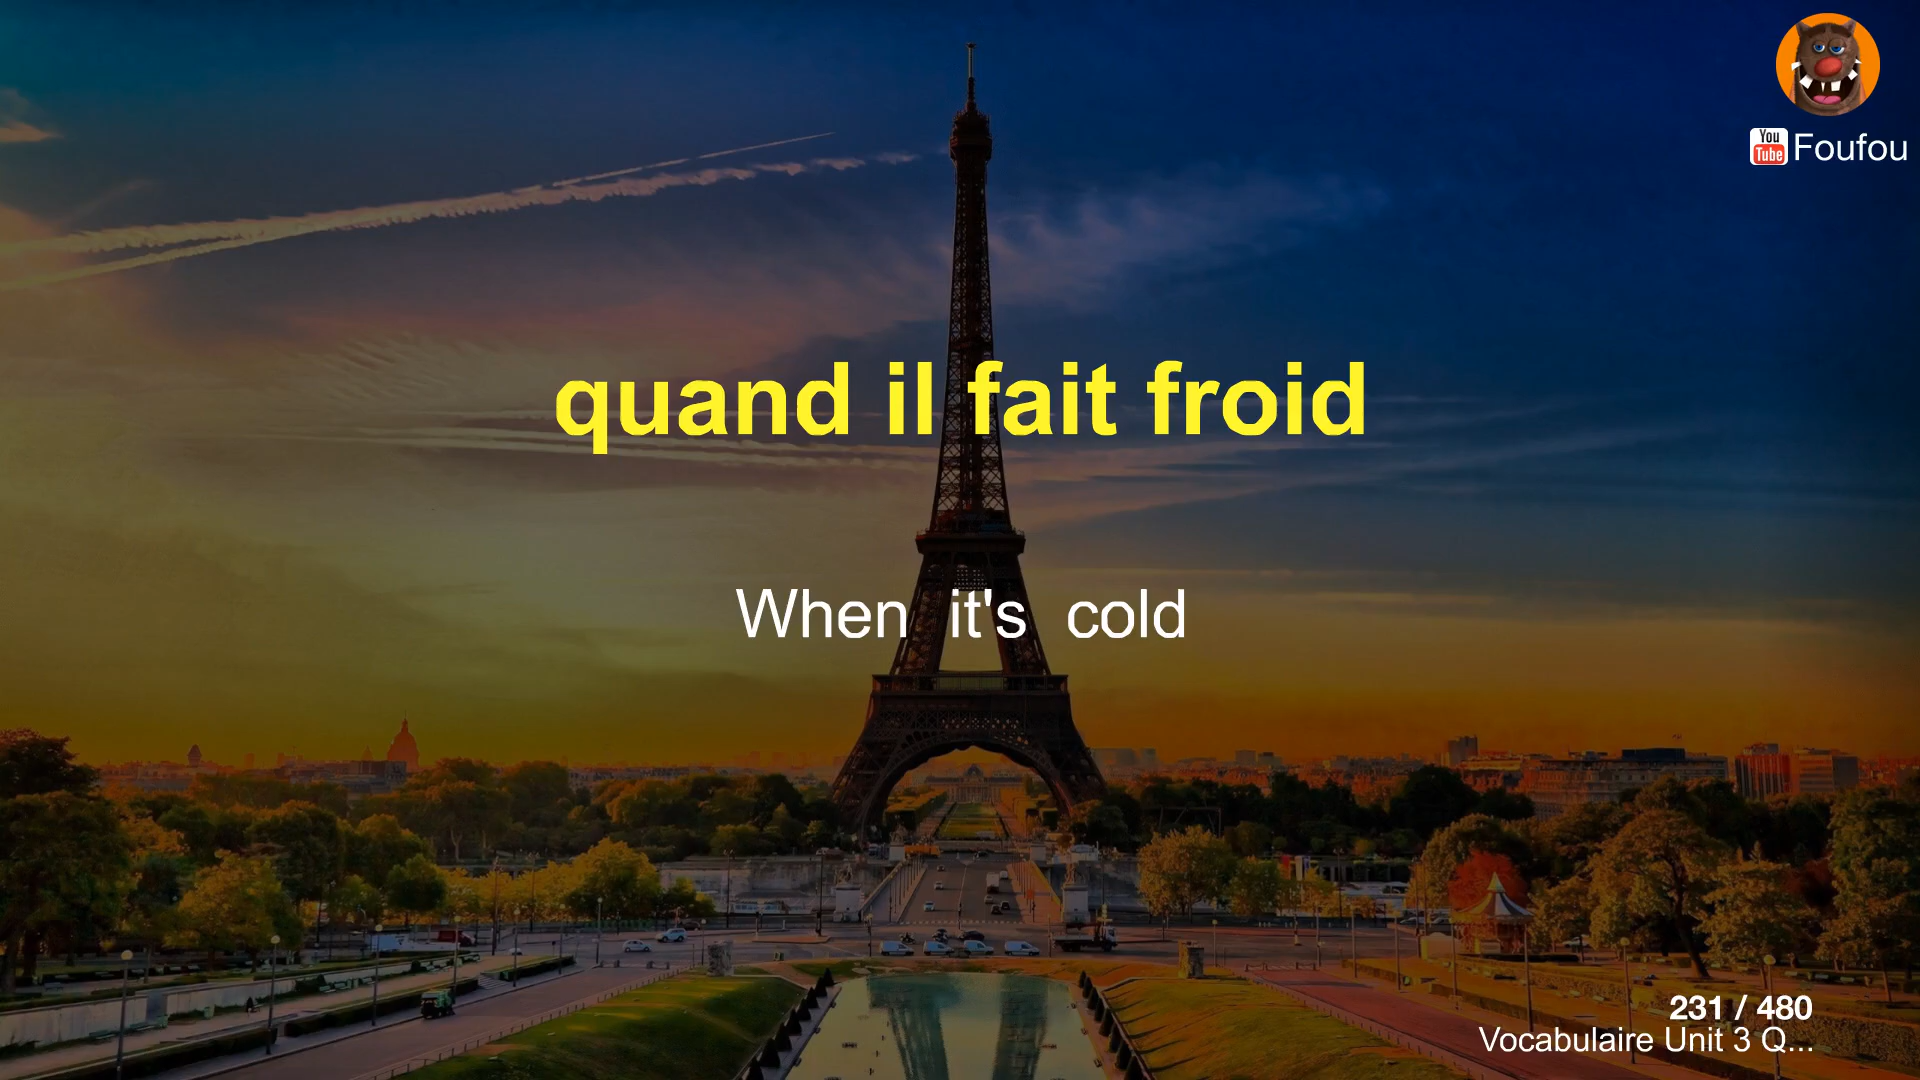 You
Tube Foufou
quand il fait froid
When it's cold
231 / 480
Vocabulaire Unit 3 Q...